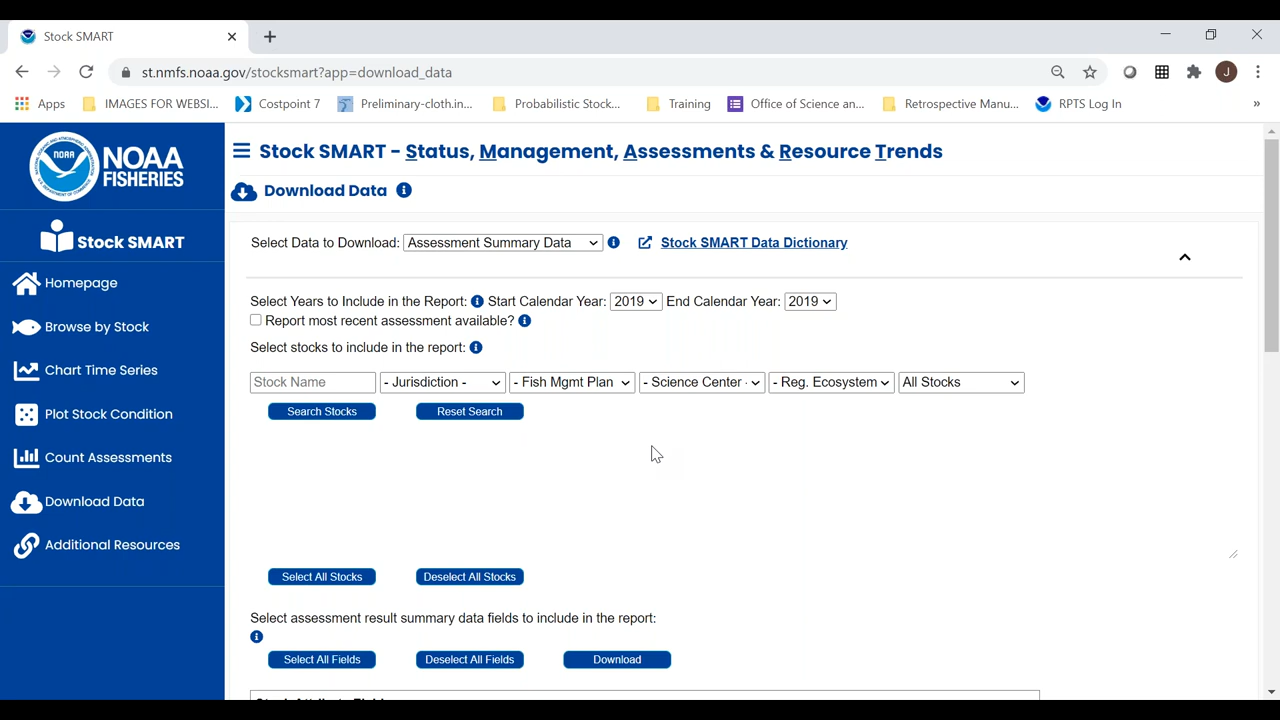 Stock SMART
st.nmfs.noaa.gov/stocksmart?app=download_data
J
Apps IMAGES FOR WEBSI... Costpoint 7 Preliminary-cloth.in... Probabilistic Stock... Training Office of Science an... Retrospective Manu... RPTS Log In »
NOAA
NOAA
FISHERIES
Stock SMART
Homepage
Browse by Stock
Chart Time Series
Plot Stock Condition
Count Assessments
Download Data
Additional Resources
Stock SMART - Status, Management, Assessments & Resource Trends
Download Data
Select Data to Download: Assessment Summary Data Stock SMART Data Dictionary
Select Years to Include in the Report: Start Calendar Year: 2019 End Calendar Year: 2019
Report most recent assessment available?
Select stocks to include in the report:
Stock Name - Jurisdiction - - Fish Mgmt Plan - Science Center - - Reg. Ecosystem All Stocks
Search Stocks Reset Search
Select All Stocks Deselect All Stocks
Select assessment result summary data fields to include in the report:
Select All Fields Deselect All Fields Download